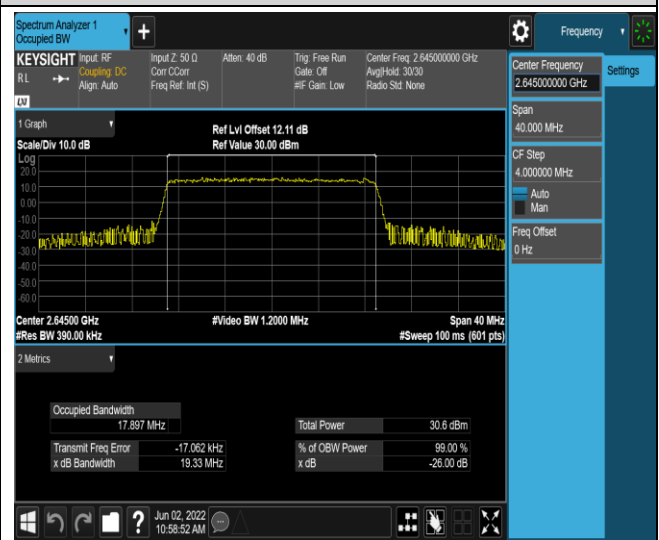 Spectrum Analyzer 1
Occupied BW
+
Frequency
KEYSIGHT
RL
LXI
Input: RF
Coupling: DC
Align: Auto
Input Z: 50 Ω
Corr CCorr
Freq Ref: Int (S)
Atten: 40 dB
Trig: Free Run
Gate: Off
#IF Gain: Low
Center Freq: 2.645000000 GHz
Avg|Hold: 30/30
Radio Std: None
Center Frequency
2.645000000 GHz
Settings
Span
40.000 MHz
CF Step
4.000000 MHz
Auto
Man
Freq Offset
0 Hz
1 Graph
Scale/Div 10.0 dB
Ref Lvl Offset 12.11 dB
Ref Value 30.00 dBm
Log
20.0
10.0
0.00
-10.0
-20.0
-30.0
-40.0
-50.0
-60.0
Center 2.64500 GHz
#Video BW 1.2000 MHz
Span 40 MHz
#Res BW 390.00 kHz
#Sweep 100 ms (601 pts)
2 Metrics
Occupied Bandwidth
17.897 MHz
Total Power 30.6 dBm
Transmit Freq Error -17.062 kHz
% of OBW Power 99.00 %
x dB Bandwidth 19.33 MHz
x dB -26.00 dB
?
Jun 02, 2022
10:58:52 AM